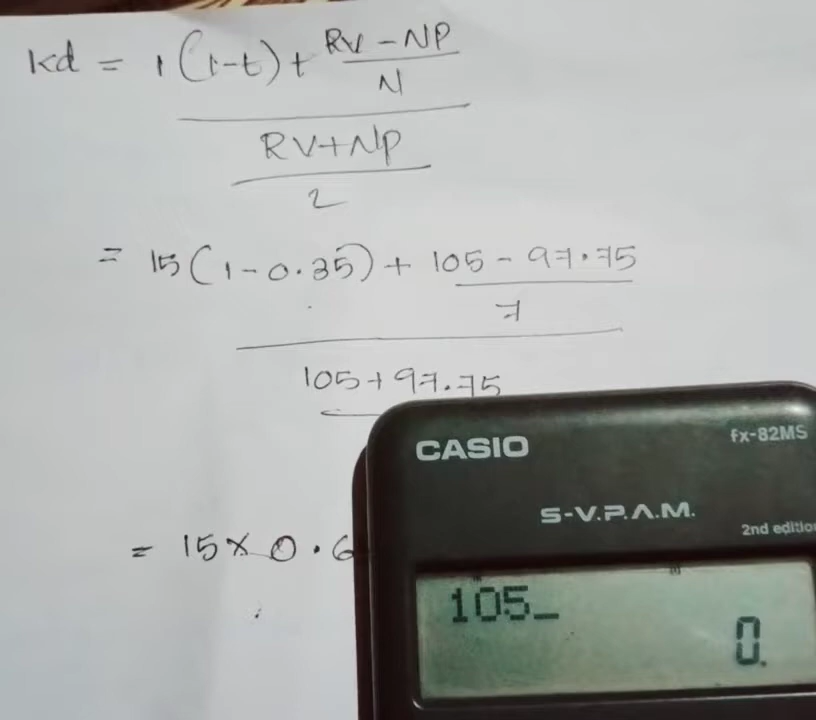 Kd = I(1-t) + RV - NP
N
RV+NP
2
= 15(1-0.35) + 105 - 97.75
7
105+97.75
= 15 × 0.6
CASIO
fx-82MS
S-V.P.A.M.
2nd editio
105_
0.